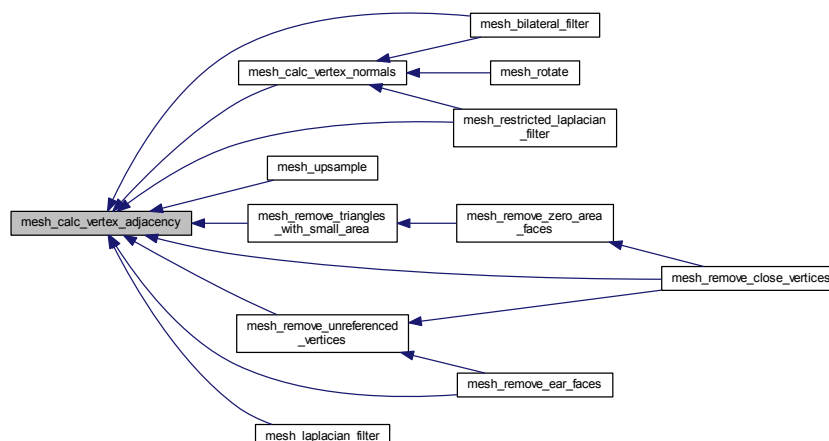 mesh_bilateral_filter
mesh_calc_vertex_normals
mesh_rotate
mesh_restricted_laplacian
_filter
mesh_upsample
mesh_calc_vertex_adjacency
mesh_remove_triangles
_with_small_area
mesh_remove_zero_area
_faces
mesh_remove_close_vertices
mesh_remove_unreferenced
_vertices
mesh_remove_ear_faces
mesh_laplacian_filter